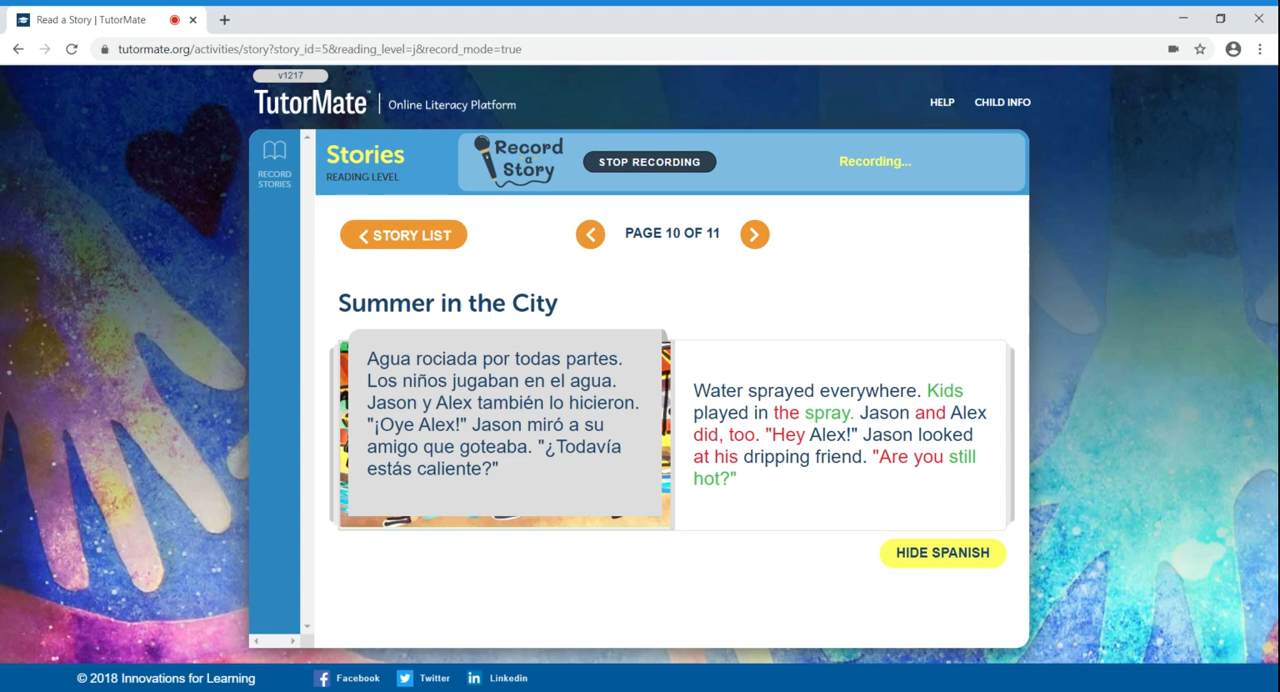 Read a Story | TutorMate
tutormate.org/activities/story?story_id=5&reading_level=j&record_mode=true
v1217
TutorMate™ | Online Literacy Platform
HELP
CHILD INFO
RECORD
STORIES
Stories
READING LEVEL
Record
a
Story
STOP RECORDING
Recording...
STORY LIST
PAGE 10 OF 11
Summer in the City
Agua rociada por todas partes.
Los niños jugaban en el agua.
Jason y Alex también lo hicieron.
"¡Oye Alex!" Jason miró a su
amigo que goteaba. "¿Todavía
estás caliente?"
Water sprayed everywhere. Kids
played in the spray. Jason and Alex
did, too. "Hey Alex!" Jason looked
at his dripping friend. "Are you still
hot?"
HIDE SPANISH
© 2018 Innovations for Learning
Facebook
Twitter
Linkedin